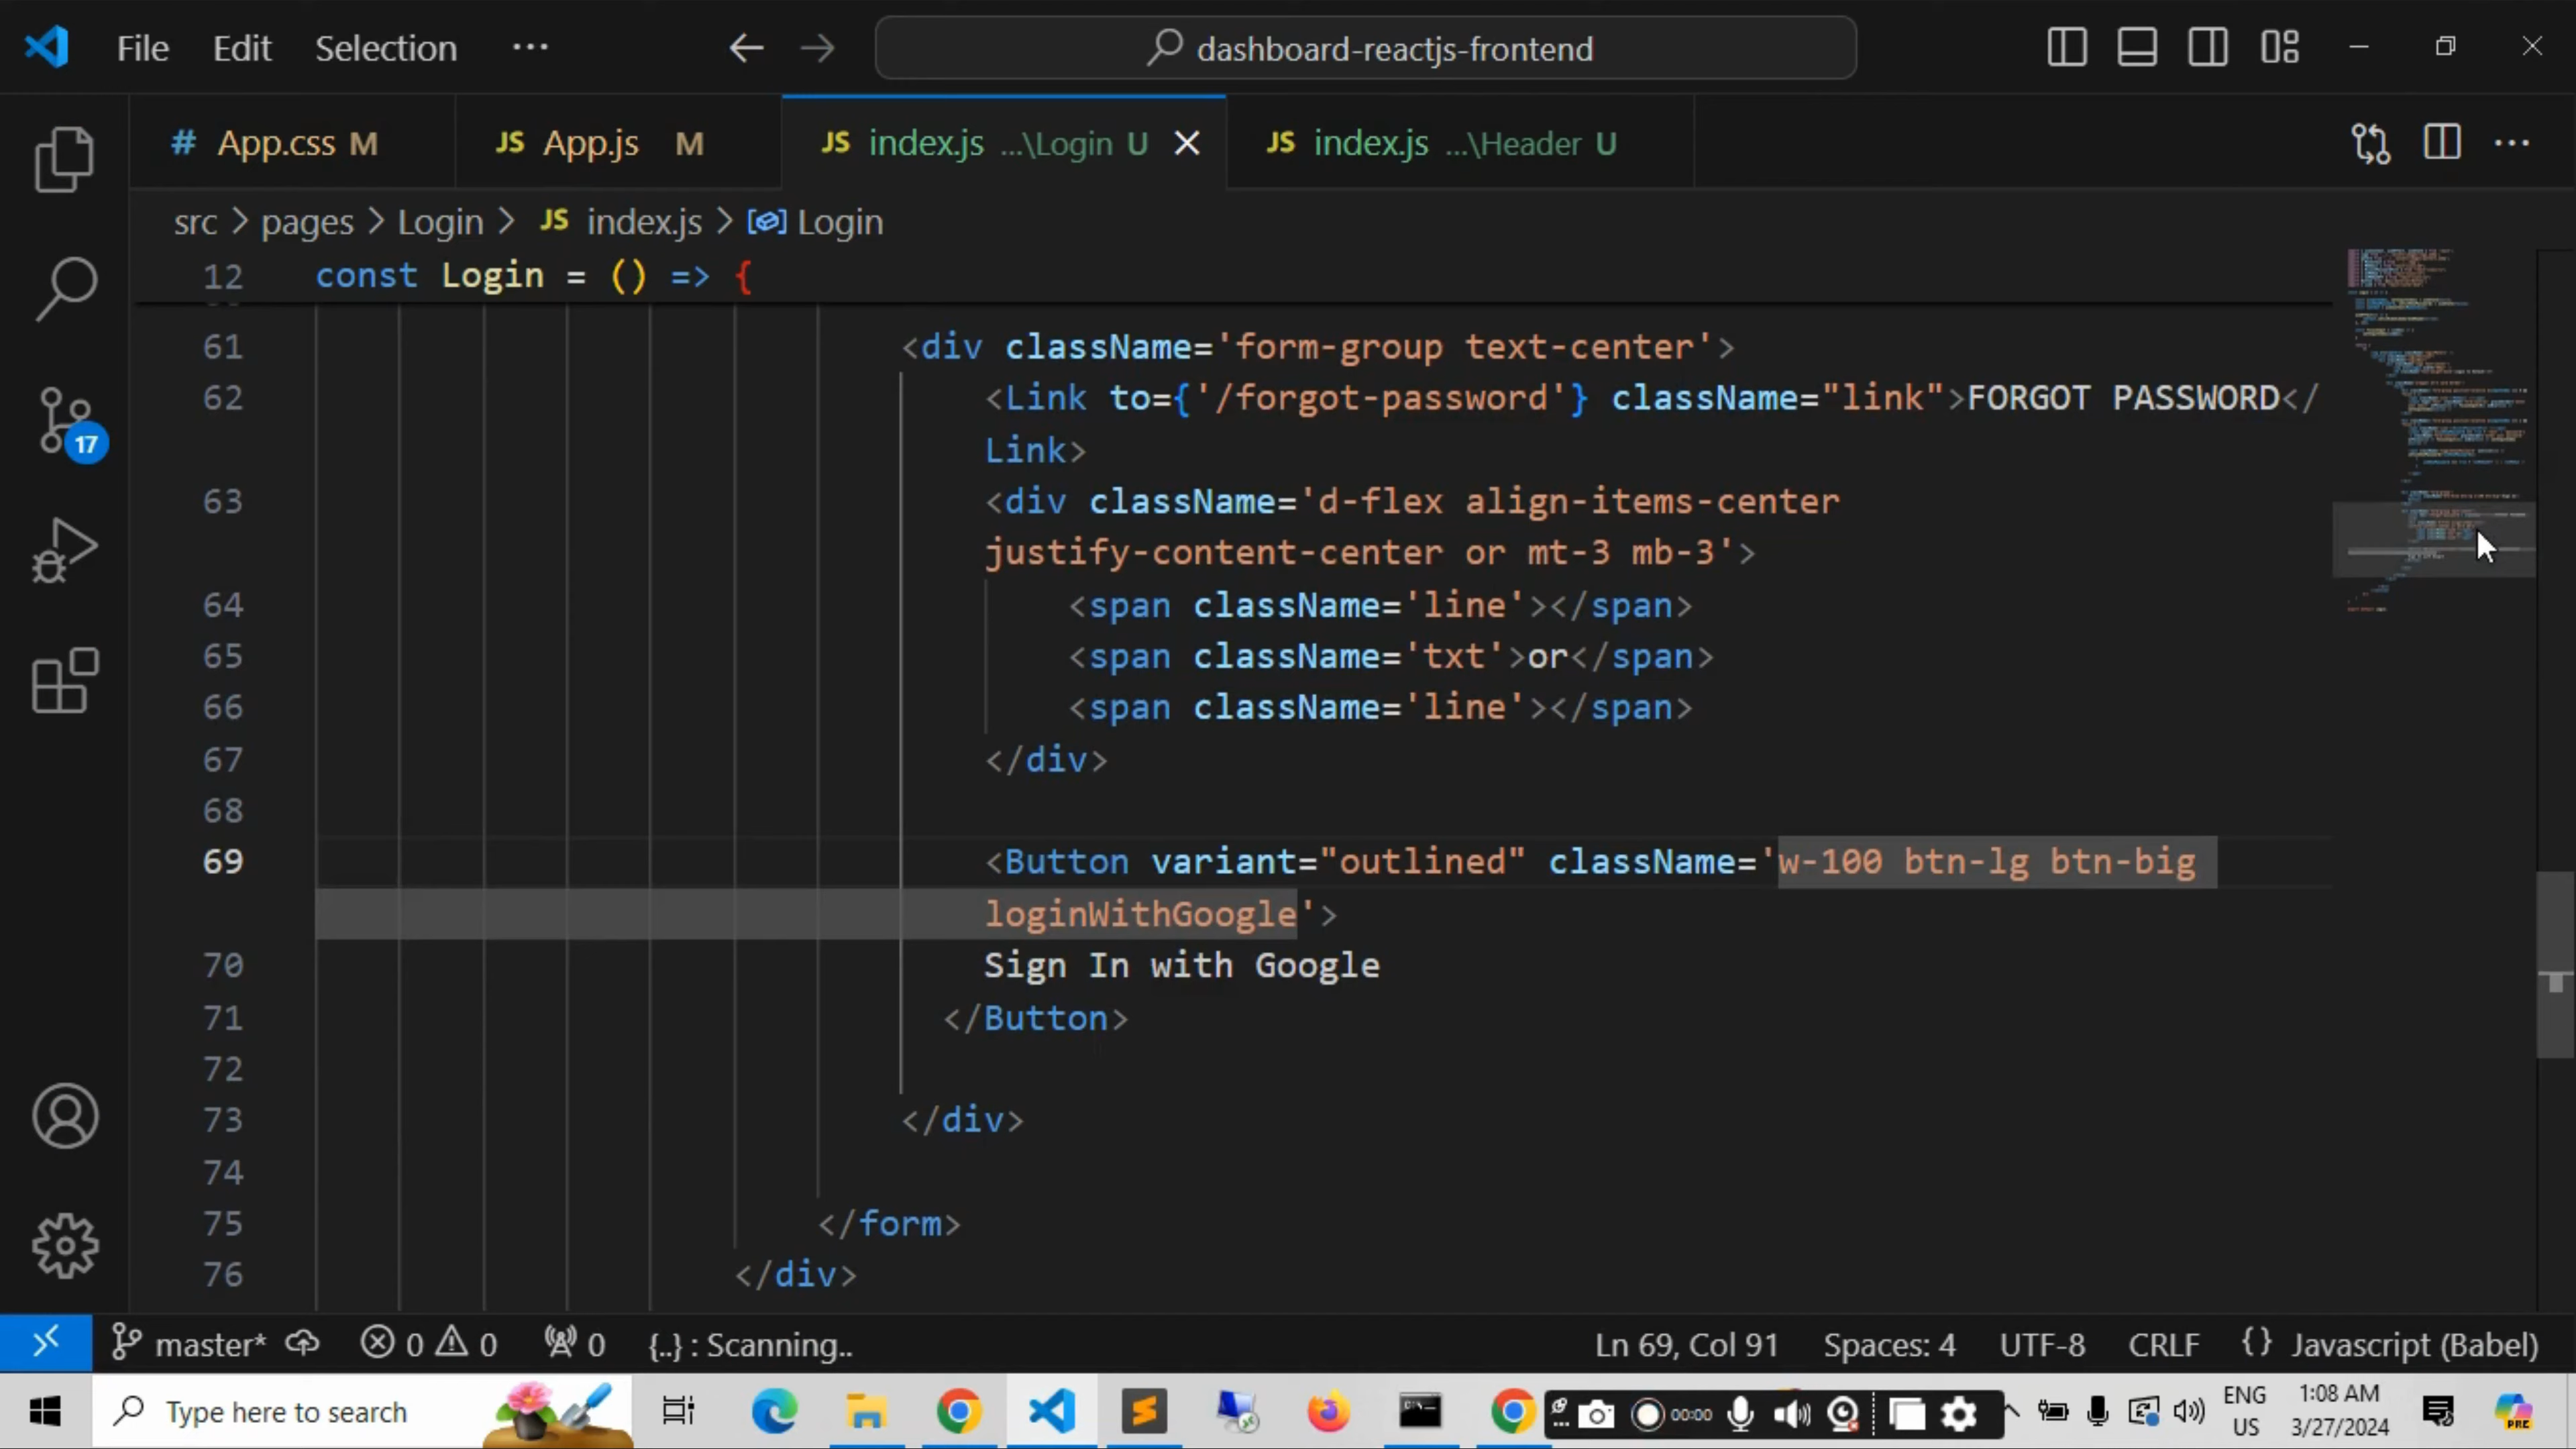 File Edit Selection ··· dashboard-reactjs-frontend
# App.css M JS App.js M JS index.js ...\Login U JS index.js ...\Header U ···
src > pages > Login > JS index.js > Login
12 const Login = () => {
61 <div className='form-group text-center'>
62 <Link to={'/forgot-password'} className="link">FORGOT PASSWORD</
Link>
63 <div className='d-flex align-items-center
justify-content-center or mt-3 mb-3'>
64 <span className='line'></span>
65 <span className='txt'>or</span>
66 <span className='line'></span>
67 </div>
68
69 <Button variant="outlined" className='w-100 btn-lg btn-big
loginWithGoogle'>
70 Sign In with Google
71 </Button>
72
73 </div>
74
75 </form>
76 </div>
17
master* 0 0 0 {..} : Scanning.. Ln 69, Col 91 Spaces: 4 UTF-8 CRLF {} Javascript (Babel)
Type here to search 00:00 ENG 1:08 AM
US 3/27/2024 PRE